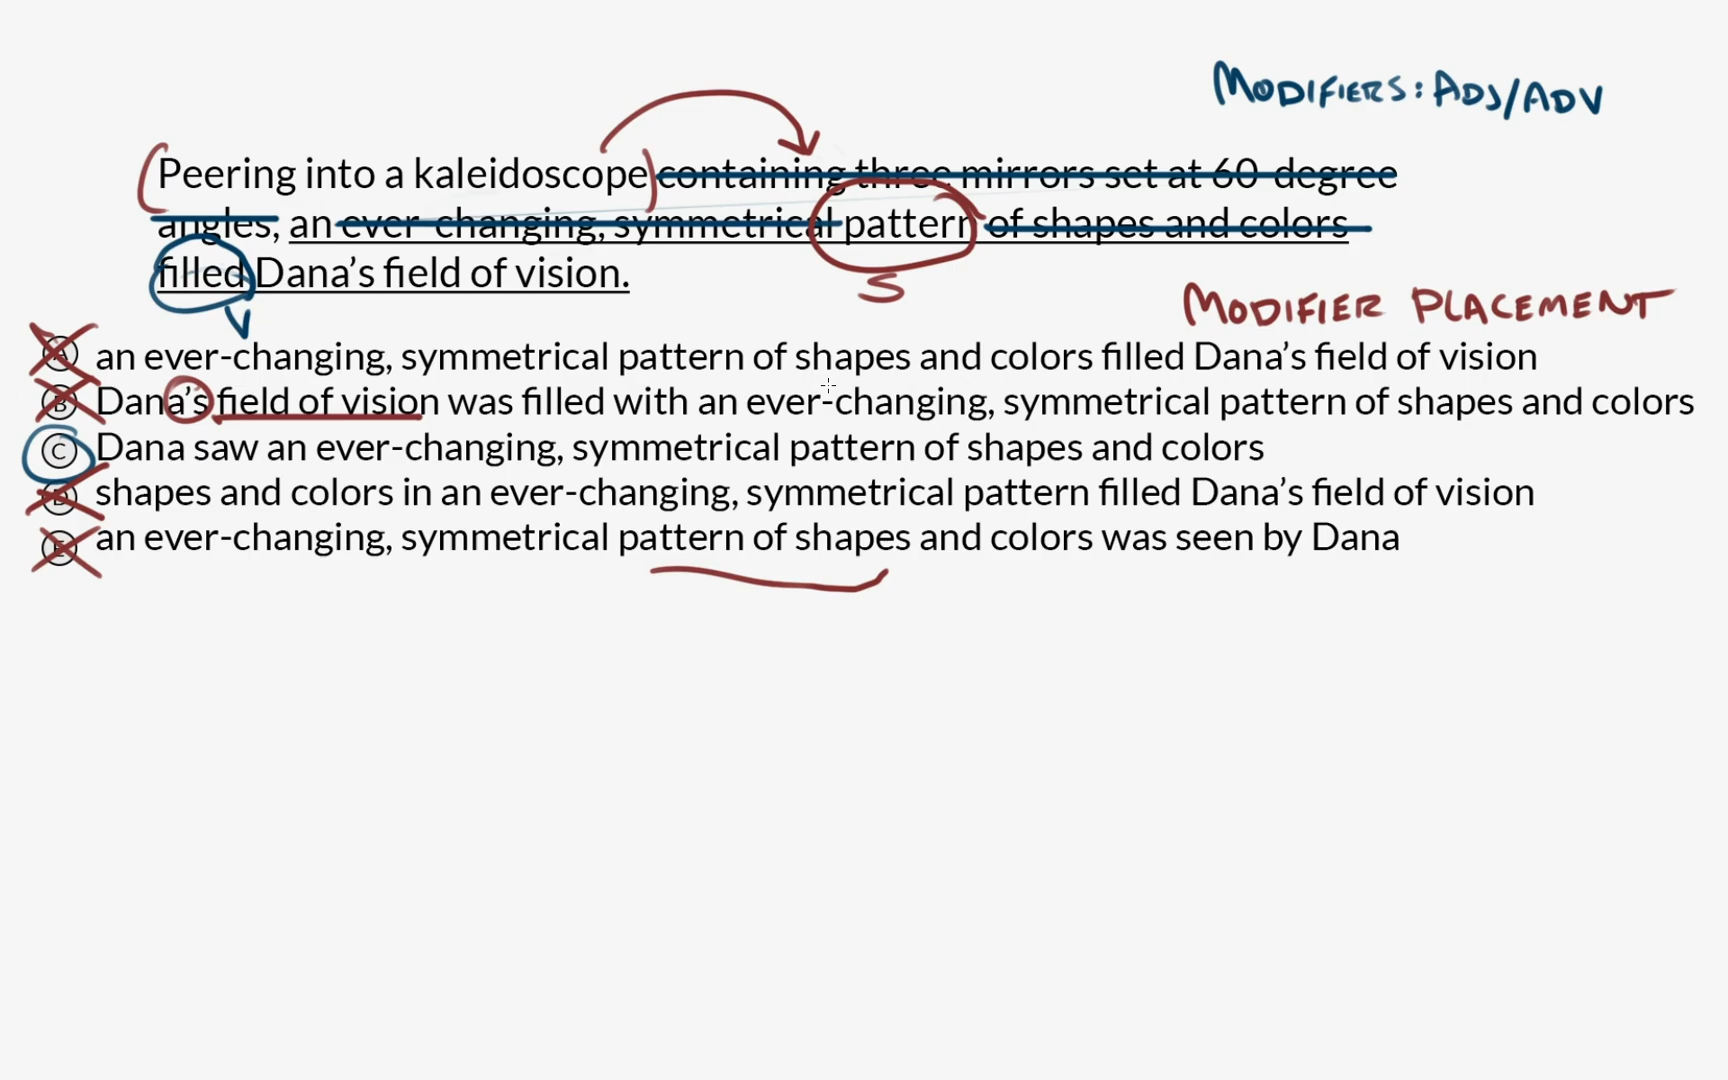 MODIFIERS: ADJ/ADV
Peering into a kaleidoscope containing three mirrors set at 60-degree
angles, an ever-changing, symmetrical pattern of shapes and colors
filled Dana’s field of vision.
S
V
MODIFIER PLACEMENT
A an ever-changing, symmetrical pattern of shapes and colors filled Dana’s field of vision
B Dana’s field of vision was filled with an ever-changing, symmetrical pattern of shapes and colors
C Dana saw an ever-changing, symmetrical pattern of shapes and colors
D shapes and colors in an ever-changing, symmetrical pattern filled Dana’s field of vision
E an ever-changing, symmetrical pattern of shapes and colors was seen by Dana